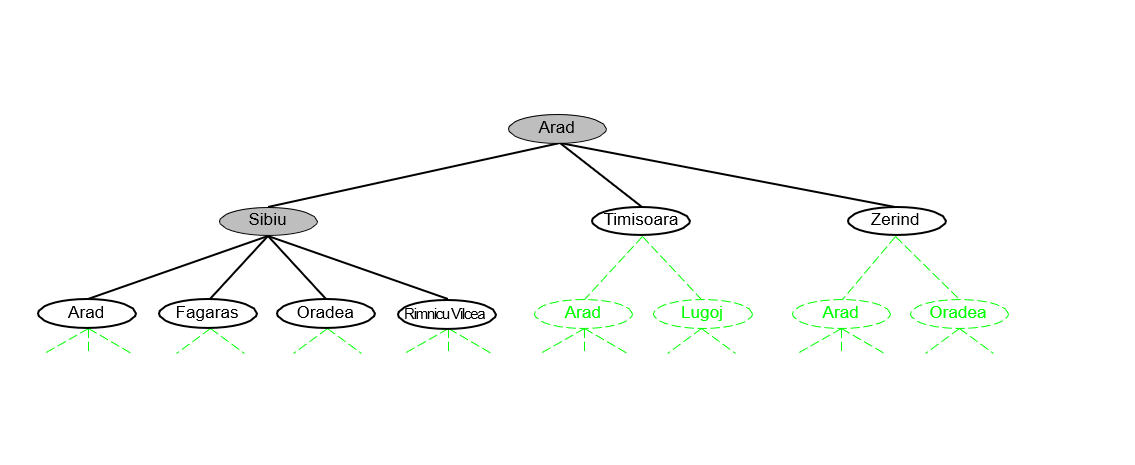 Arad
Sibiu
Timisoara
Zerind
Arad
Fagaras
Oradea
Rimnicu Vilcea
Arad
Lugoj
Arad
Oradea